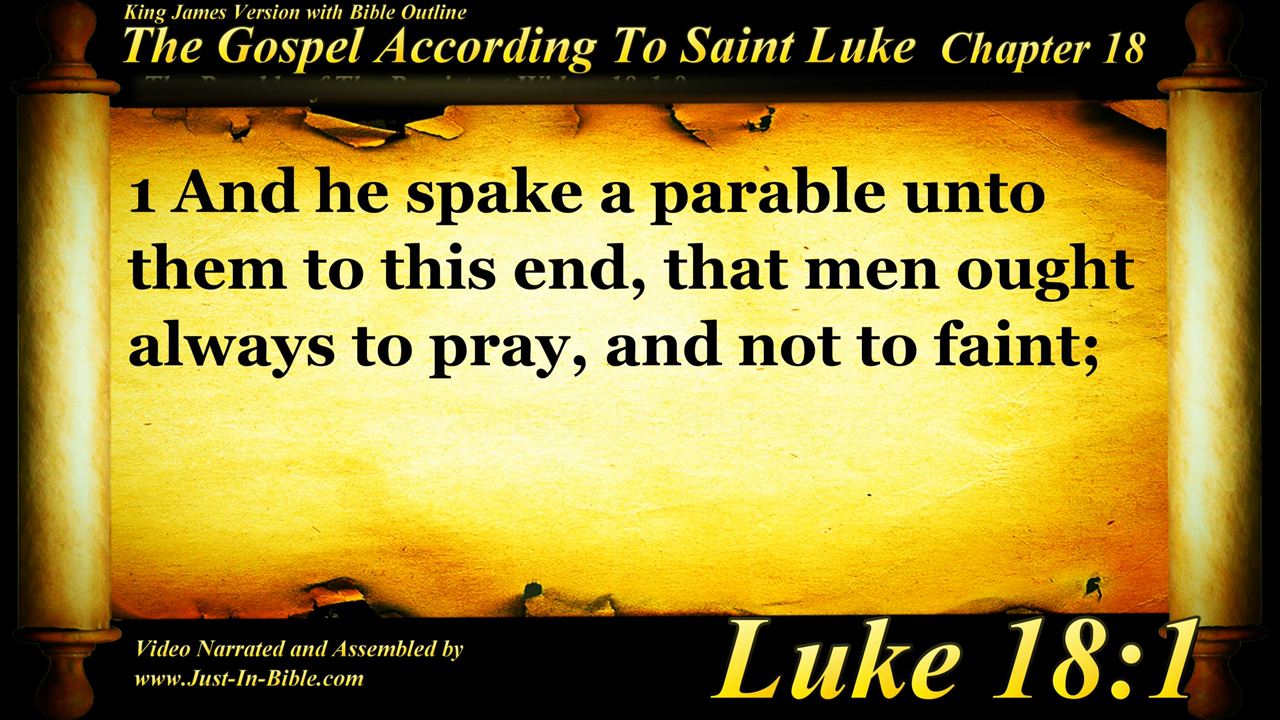 King James Version with Bible Outline
The Gospel According To Saint Luke Chapter 18
1 And he spake a parable unto
them to this end, that men ought
always to pray, and not to faint;
Video Narrated and Assembled by
www.Just-In-Bible.com
Luke 18:1